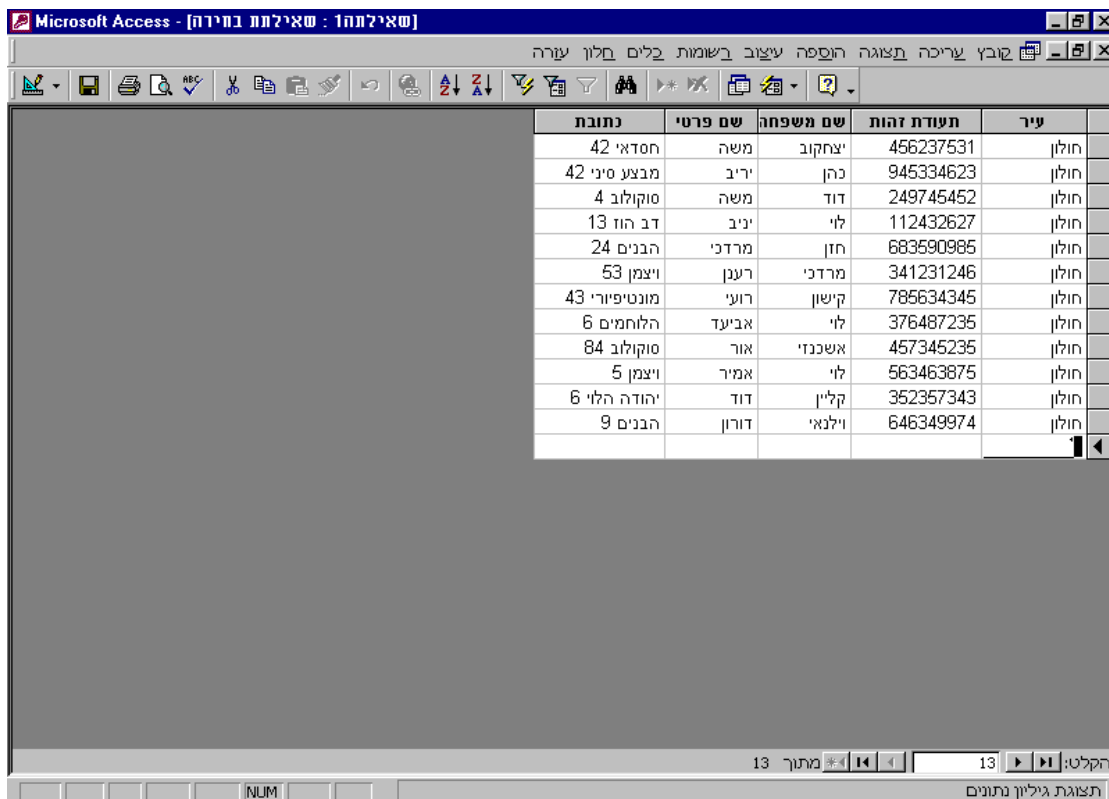 Microsoft Access - [שאילתה1 : שאילתת בחירה]
קובץ עריכה תצוגה הוספה עיצוב רשומות כלים חלון עזרה
עיר תעודת זהות שם משפחה שם פרטי כתובת
חולון 456237531 יצחקוב משה חסדאי 42
חולון 945334623 כהן יריב מבצע סיני 42
חולון 249745452 דוד משה סוקולוב 4
חולון 112432627 לוי יניב דב הוז 13
חולון 683590985 חזן מרדכי הבנים 24
חולון 341231246 מרדכי רענן ויצמן 53
חולון 785634345 קישון רועי מונטיפיורי 43
חולון 376487235 לוי אביעד הלוחמים 6
חולון 457345235 אשכנזי אור סוקולוב 84
חולון 563463875 לוי אמיר ויצמן 5
חולון 352357343 קליין דוד יהודה הלוי 6
חולון 646349974 וילנאי דורון הבנים 9
הקלט: 13 מתוך 13
תצוגת גיליון נתונים NUM